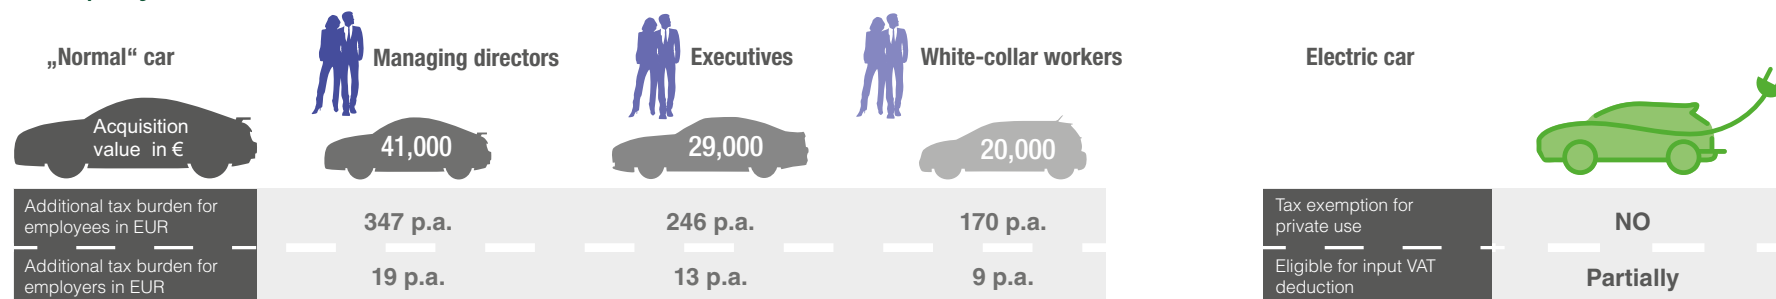 „Normal“ car
Managing directors
Executives
White-collar workers
Electric car
Acquisition
value in €
41,000
29,000
20,000
Additional tax burden for
employees in EUR
347 p.a.
246 p.a.
170 p.a.
Additional tax burden for
employers in EUR
19 p.a.
13 p.a.
9 p.a.
Tax exemption for
private use
NO
Eligible for input VAT
deduction
Partially